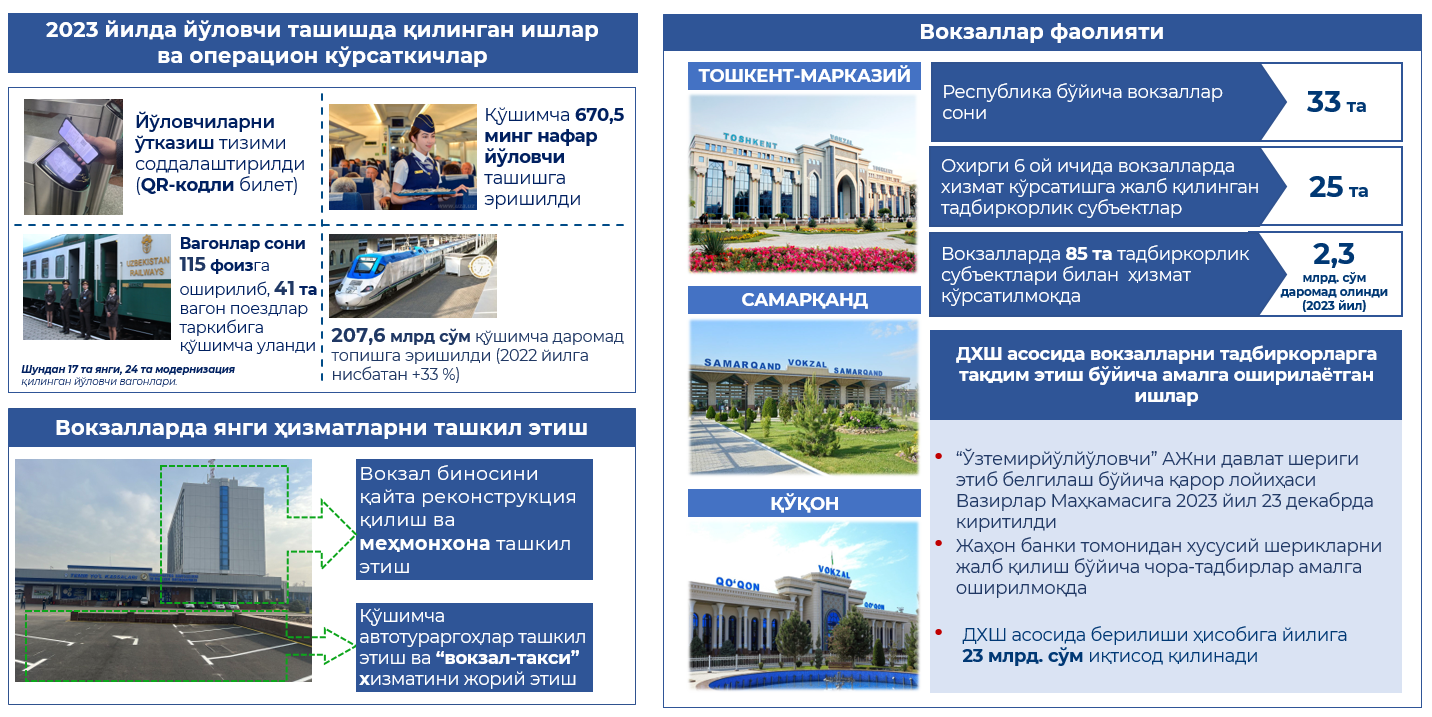 2023 йилда йўловчи ташишда қилинган ишлар
ва операцион кўрсаткичлар
Йўловчиларни
ўтказиш тизими
соддалаштирилди
(QR-кодли билет)
Қўшимча 670,5
минг нафар
йўловчи
ташишга
эришилди
UZBEKISTAN
RAILWAYS
Вагонлар сони
115 фоизга
оширилиб, 41 та
вагон поездлар
таркибига
қўшимча уланди
Шундан 17 та янги, 24 та модернизация
қилинган йўловчи вагонлари.
207,6 млрд сўм қўшимча даромад
топишга эришилди (2022 йилга
нисбатан +33 %)
Вокзалларда янги ҳизматларни ташкил этиш
Вокзал биносини
қайта реконструкция
қилиш ва
меҳмонхона ташкил
этиш
Қўшимча
автотураргоҳлар ташкил
этиш ва “вокзал-такси”
хизматини жорий этиш
Вокзаллар фаолияти
ТОШКЕНТ-МАРКАЗИЙ
TOSHKENT
САМАРҚАНД
SAMARQAND VOKZAL SAMARQAND
ҚЎҚОН
QO‘QON VOKZAL QO‘QON
Республика бўйича вокзаллар
сони
33 та
Охирги 6 ой ичида вокзалларда
хизмат кўрсатишга жалб қилинган
тадбиркорлик субъектлар
25 та
Вокзалларда 85 та тадбиркорлик
субъектлари билан ҳизмат
кўрсатилмоқда
2,3
млрд. сўм
даромад олинди
(2023 йил)
ДХШ асосида вокзалларни тадбиркорларга
тақдим этиш бўйича амалга оширилаётган
ишлар
• “Ўзтемирйўлйўловчи” АЖни давлат шериги
этиб белгилаш бўйича қарор лойиҳаси
Вазирлар Маҳкамасига 2023 йил 23 декабрда
киритилди
• Жаҳон банки томонидан хусусий шерикларни
жалб қилиш бўйича чора-тадбирлар амалга
оширилмоқда
• ДХШ асосида берилиши ҳисобига йилига
23 млрд. сўм иқтисод қилинади